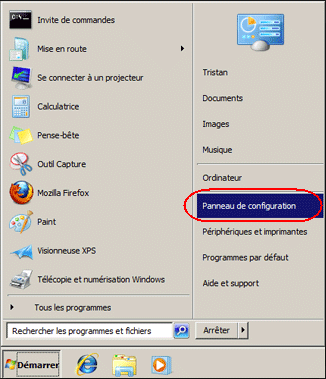 Invite de commandes
Mise en route
Se connecter à un projecteur
Calculatrice
Pense-bête
Outil Capture
Mozilla Firefox
Paint
Visionneuse XPS
Télécopie et numérisation Windows
Tous les programmes
Rechercher les programmes et fichiers
Tristan
Documents
Images
Musique
Ordinateur
Panneau de configuration
Périphériques et imprimantes
Programmes par défaut
Aide et support
Arrêter
Démarrer